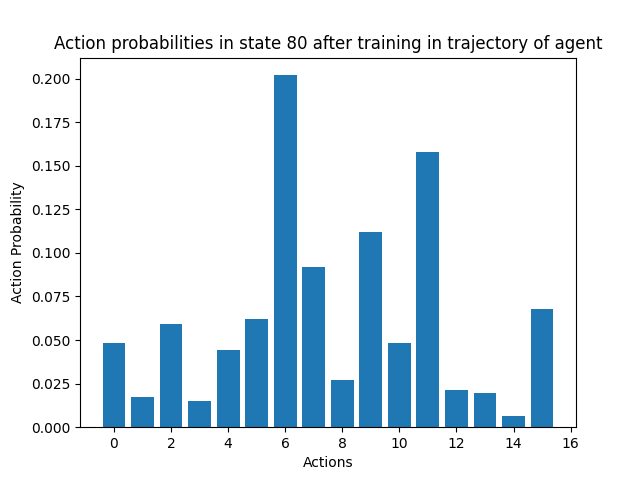 Action probabilities in state 80 after training in trajectory of agent
0.200
0.175
0.150
0.125
0.100
0.075
0.050
0.025
0.000
Action Probability
0 2 4 6 8 10 12 14 16
Actions